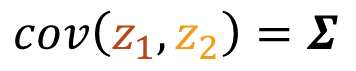 cov(z₁, z₂) = Σ